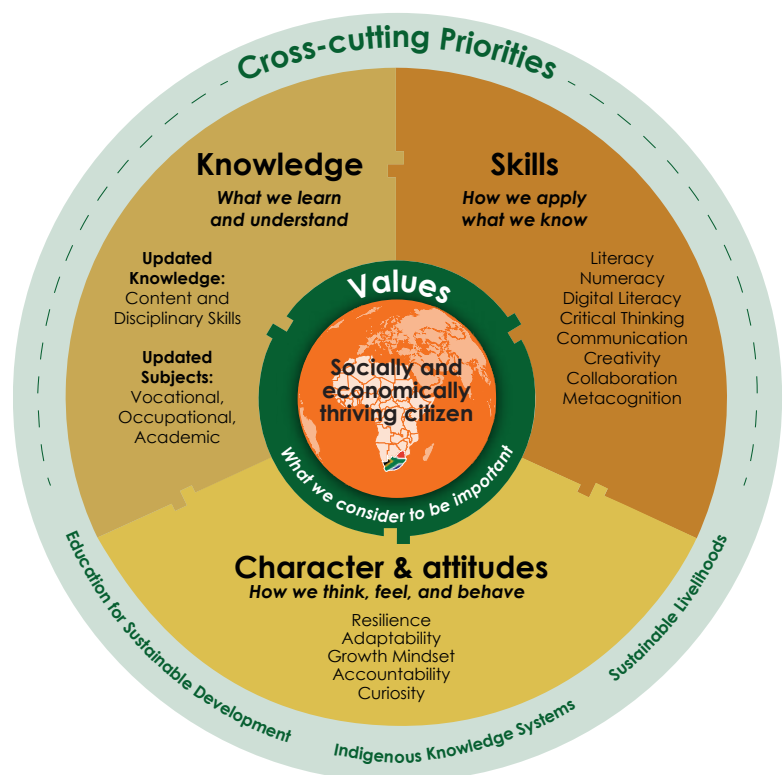 Cross-cutting Priorities
Knowledge
What we learn
and understand
Updated
Knowledge:
Content and
Disciplinary Skills
Updated
Subjects:
Vocational,
Occupational,
Academic
Skills
How we apply
what we know
Literacy
Numeracy
Digital Literacy
Critical Thinking
Communication
Creativity
Collaboration
Metacognition
Values
Socially and
economically
thriving citizen
What we consider to be important
Character & attitudes
How we think, feel, and behave
Resilience
Adaptability
Growth Mindset
Accountability
Curiosity
Education for Sustainable Development
Indigenous Knowledge Systems
Sustainable Livelihoods